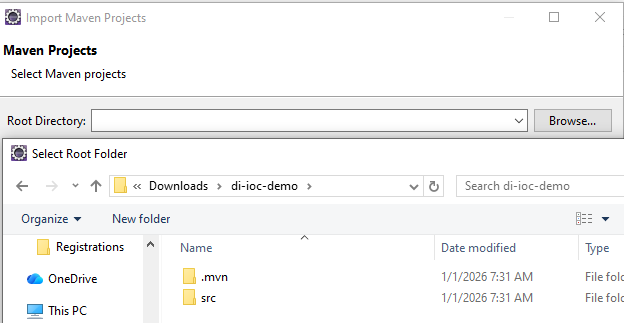 Import Maven Projects
Maven Projects
Select Maven projects
Root Directory: Browse...
Select Root Folder
« Downloads › di-ioc-demo › Search di-ioc-demo
Organize New folder
Registrations
OneDrive
This PC
Name Date modified Type
.mvn 1/1/2026 7:31 AM File fold
src 1/1/2026 7:31 AM File fold